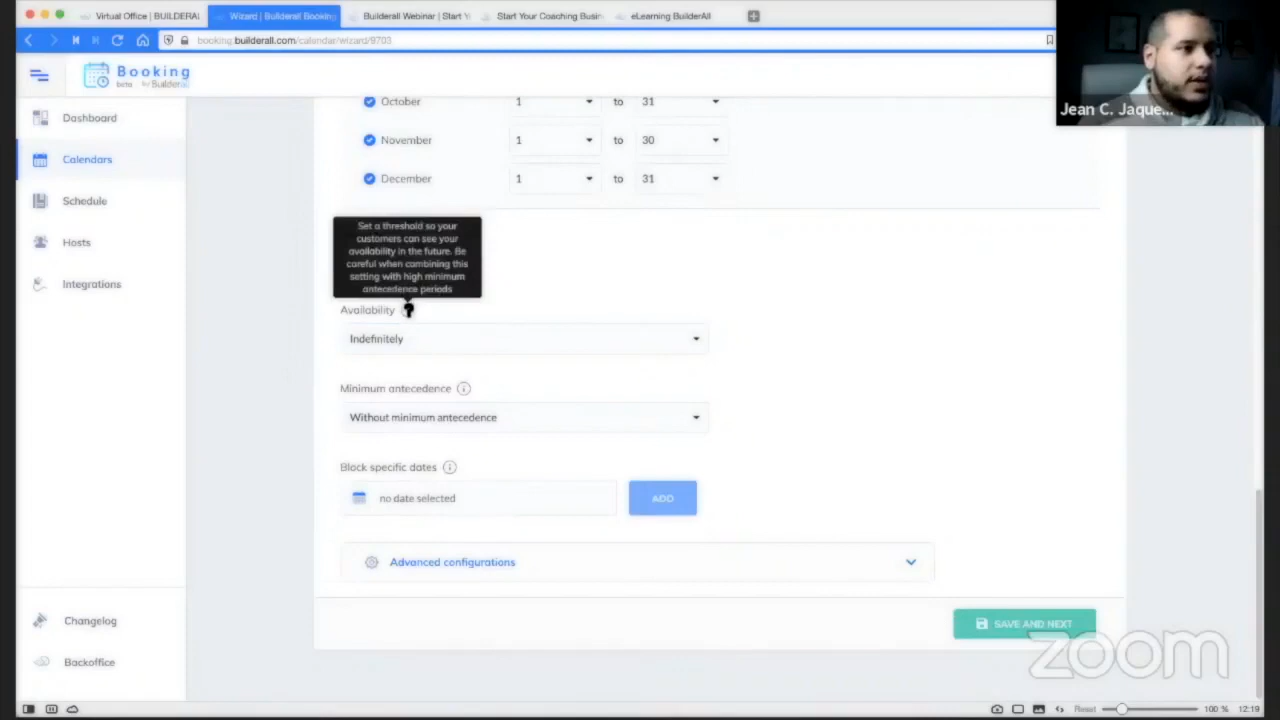 Virtual Office | BUILDERAL
Wizard | Builderall Booking
Builderall Webinar | Start Y
Start Your Coaching Busin
eLearning BuilderAll
booking.builderall.com/calendar/wizard/9703
Booking
beta by Builderall
Jean C. Jaque...
Dashboard
Calendars
Schedule
Hosts
Integrations
Changelog
Backoffice
October 1 to 31
November 1 to 30
December 1 to 31
Set a threshold so your
customers can see your
availability in the future. Be
careful when combining this
setting with high minimum
antecedence periods
Availability
Indefinitely
Minimum antecedence
Without minimum antecedence
Block specific dates
no date selected
ADD
Advanced configurations
SAVE AND NEXT
zoom
Reset 100 % 12:19